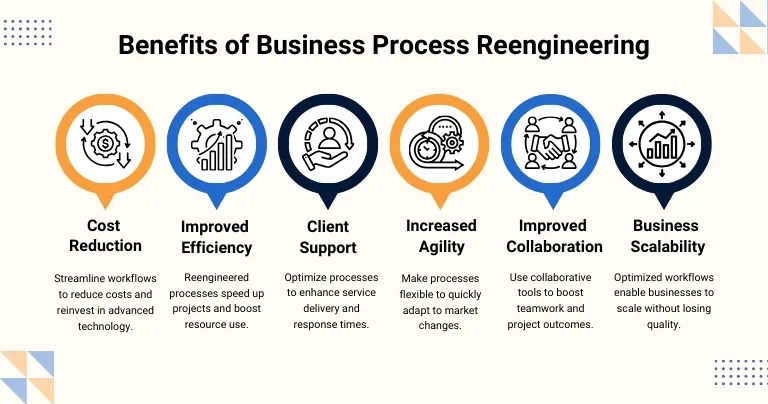 Benefits of Business Process Reengineering
$
Cost
Reduction
Streamline workflows
to reduce costs and
reinvest in advanced
technology.
Improved
Efficiency
Reengineered
processes speed up
projects and boost
resource use.
Client
Support
Optimize processes
to enhance service
delivery and
response times.
Increased
Agility
Make processes
flexible to quickly
adapt to market
changes.
Improved
Collaboration
Use collaborative
tools to boost
teamwork and
project outcomes.
Business
Scalability
Optimized workflows
enable businesses to
scale without losing
quality.